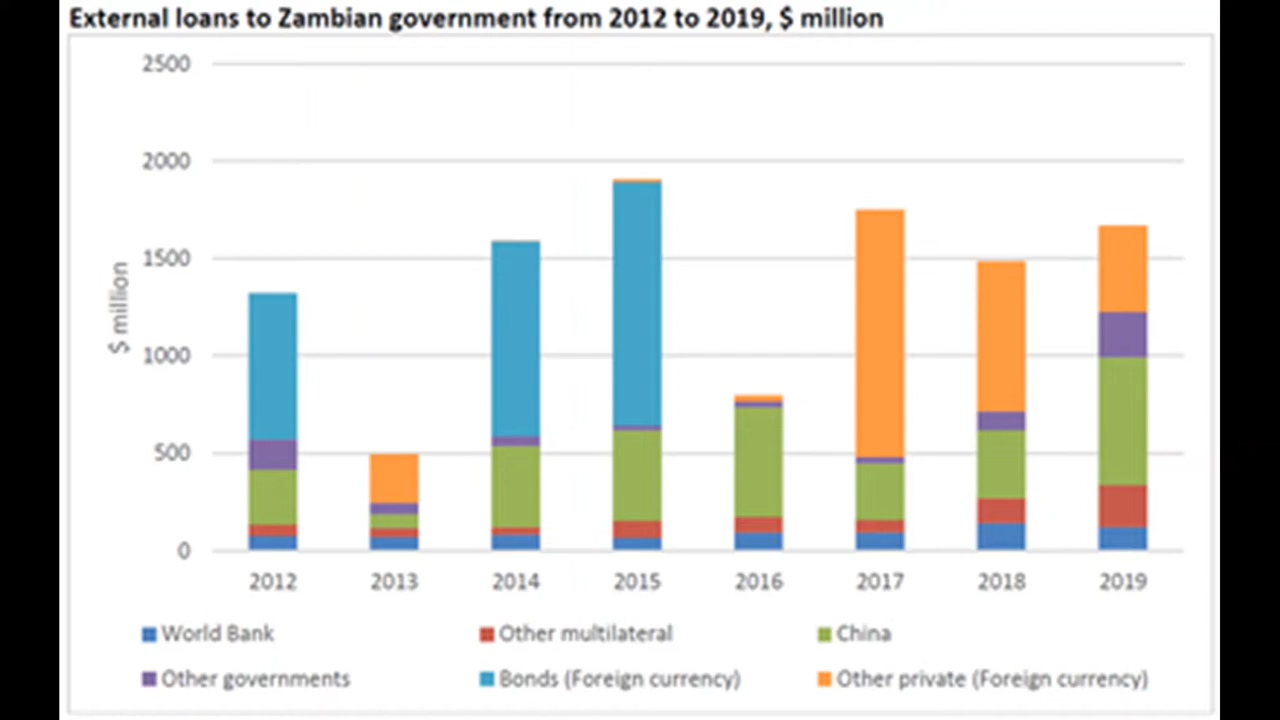 External loans to Zambian government from 2012 to 2019, $ million
2500
2000
1500
1000
500
0
$ million
2012 2013 2014 2015 2016 2017 2018 2019
World Bank Other multilateral China
Other governments Bonds (Foreign currency) Other private (Foreign currency)